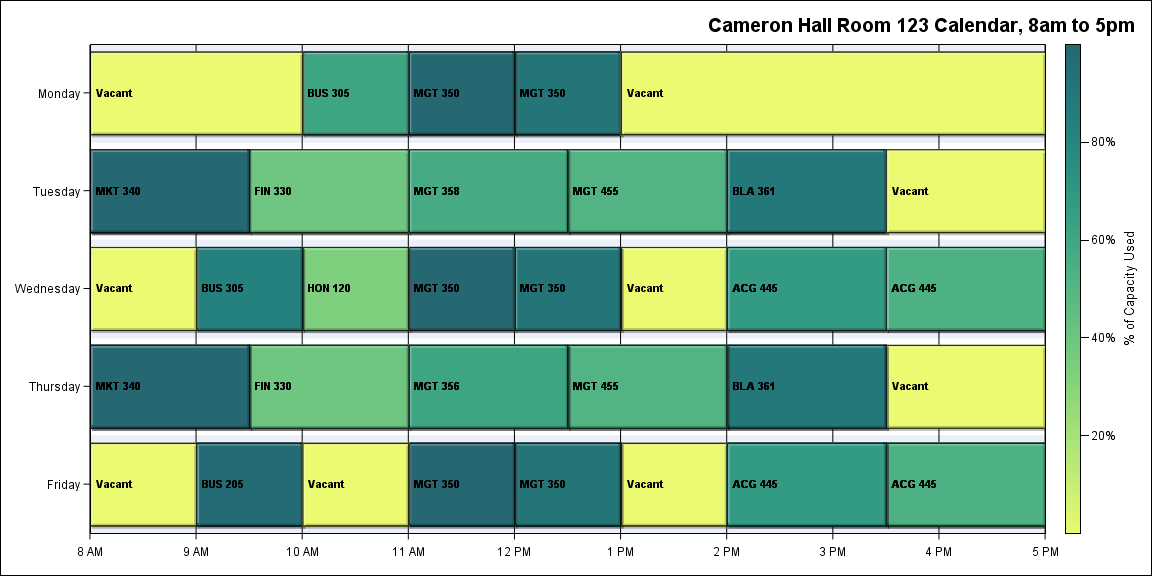 Cameron Hall Room 123 Calendar, 8am to 5pm
Monday
Vacant
BUS 305
MGT 350
MGT 350
Vacant
Tuesday
MKT 340
FIN 330
MGT 358
MGT 455
BLA 361
Vacant
Wednesday
Vacant
BUS 305
HON 120
MGT 350
MGT 350
Vacant
ACG 445
ACG 445
Thursday
MKT 340
FIN 330
MGT 356
MGT 455
BLA 361
Vacant
Friday
Vacant
BUS 205
Vacant
MGT 350
MGT 350
Vacant
ACG 445
ACG 445
8 AM
9 AM
10 AM
11 AM
12 PM
1 PM
2 PM
3 PM
4 PM
5 PM
80%
60%
40%
20%
% of Capacity Used